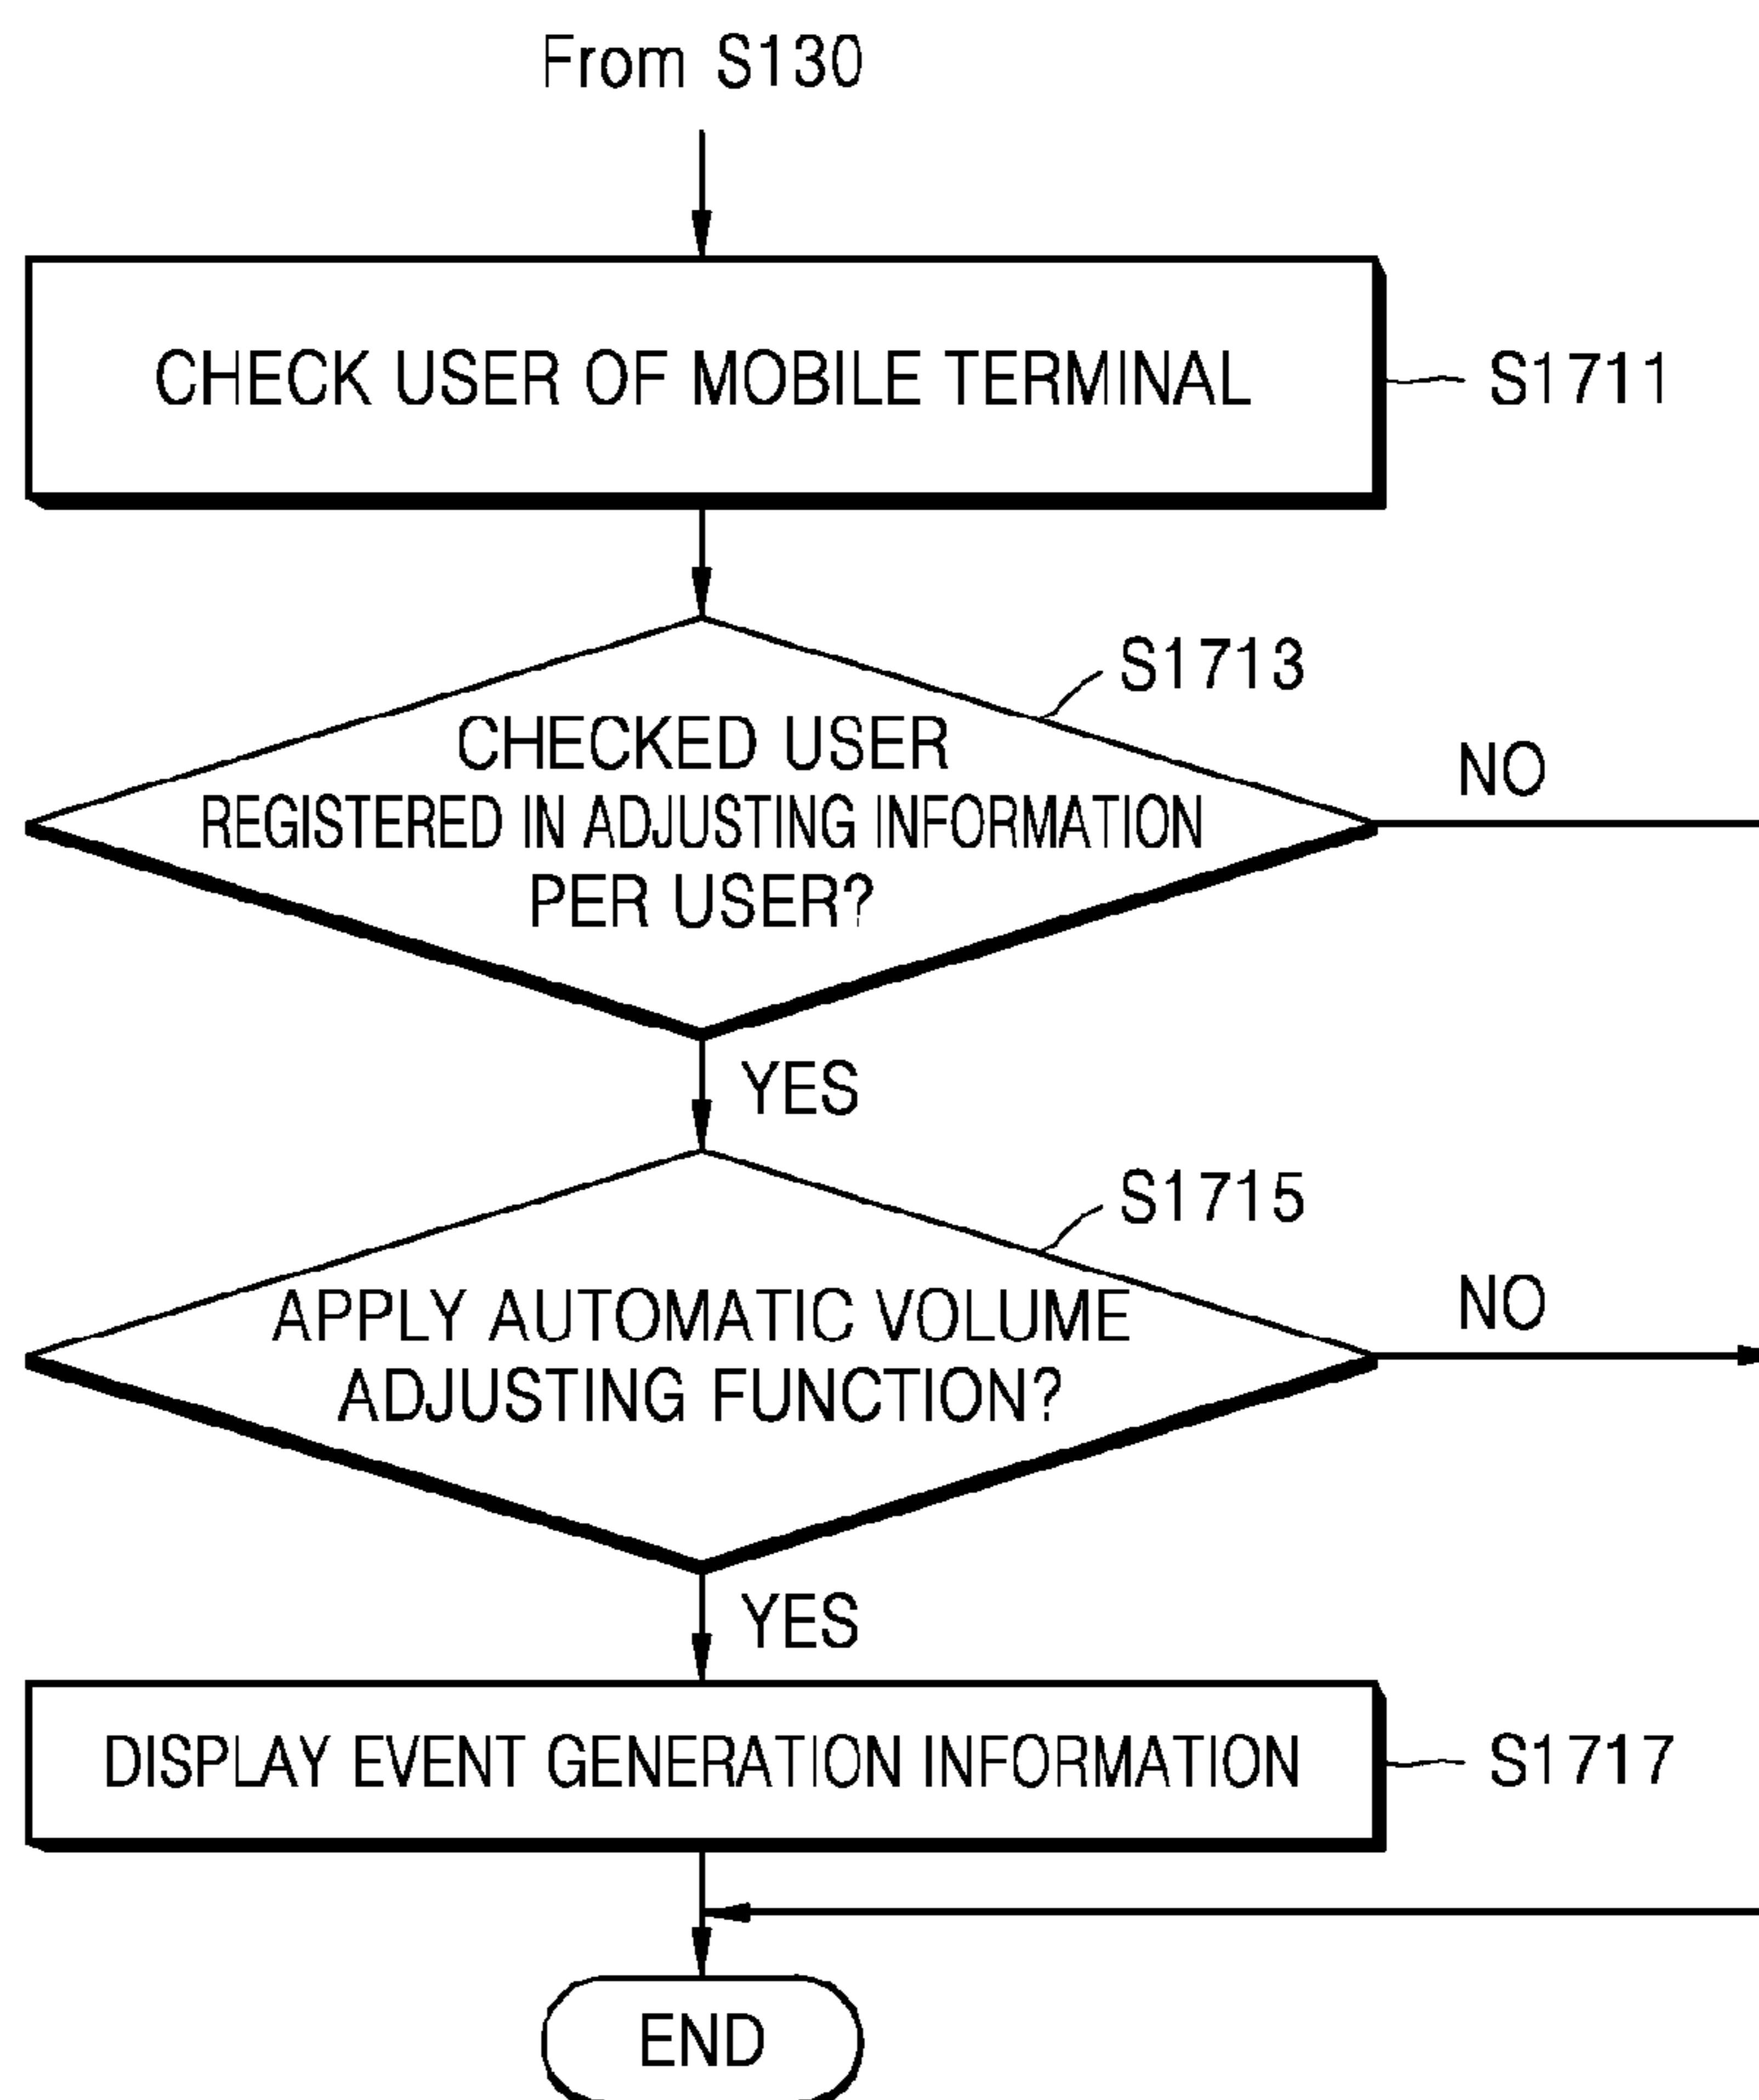 From S130
CHECK USER OF MOBILE TERMINAL
S1711
S1713
CHECKED USER
REGISTERED IN ADJUSTING INFORMATION
PER USER?
NO
YES
S1715
APPLY AUTOMATIC VOLUME
ADJUSTING FUNCTION?
NO
YES
DISPLAY EVENT GENERATION INFORMATION
S1717
END